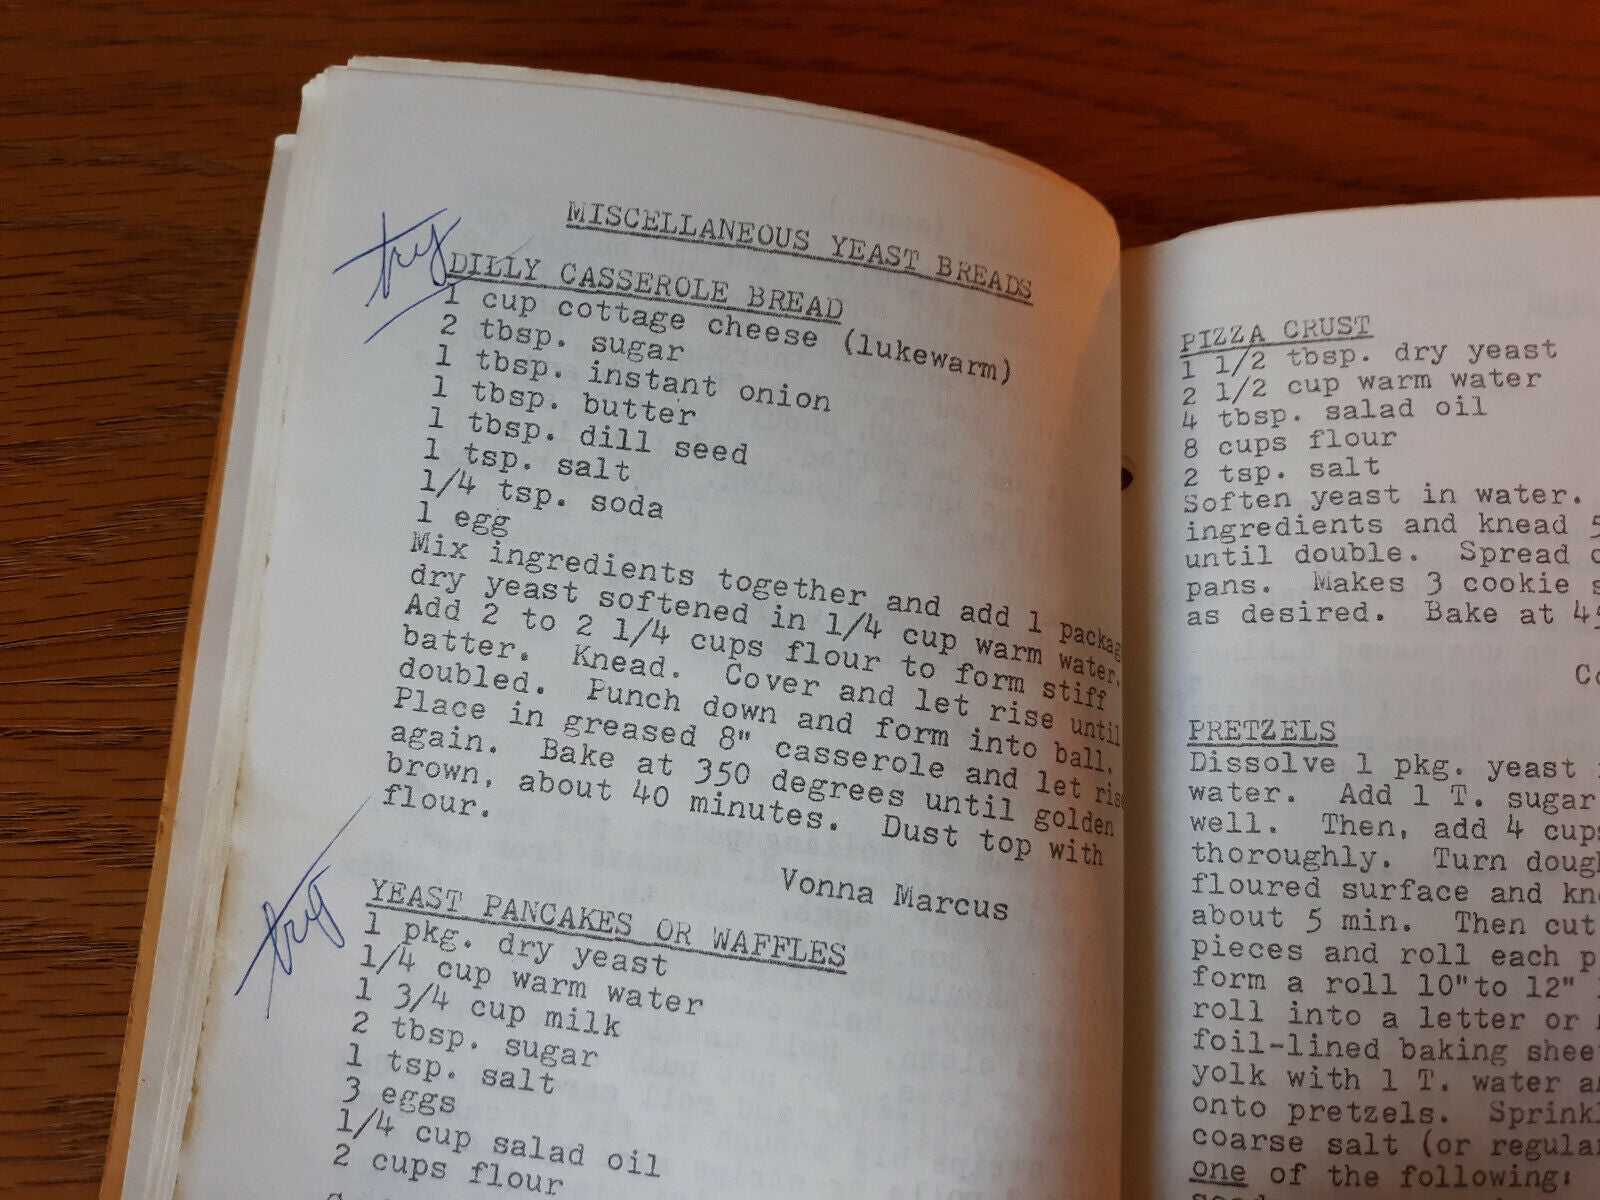 MISCELLANEOUS YEAST BREADS
try
DILLY CASSEROLE BREAD
1 cup cottage cheese (lukewarm)
2 tbsp. sugar
1 tbsp. instant onion
1 tbsp. butter
1 tbsp. dill seed
1 tsp. salt
1/4 tsp. soda
1 egg
Mix ingredients together and add 1 packag
dry yeast softened in 1/4 cup warm water.
Add 2 to 2 1/4 cups flour to form stiff
batter. Knead. Cover and let rise until
doubled. Punch down and form into ball.
Place in greased 8" casserole and let rise
again. Bake at 350 degrees until golden
brown, about 40 minutes. Dust top with
flour.
Vonna Marcus
try
YEAST PANCAKES OR WAFFLES
1 pkg. dry yeast
1/4 cup warm water
1 3/4 cup milk
2 tbsp. sugar
1 tsp. salt
3 eggs
1/4 cup salad oil
2 cups flour
PIZZA CRUST
1 1/2 tbsp. dry yeast
2 1/2 cup warm water
4 tbsp. salad oil
8 cups flour
2 tsp. salt
Soften yeast in water.
ingredients and knead 5
until double. Spread
pans. Makes 3 cookie
as desired. Bake at 45
PRETZELS
Dissolve 1 pkg. yeast
water. Add 1 T. sugar
well. Then, add 4 cups
thoroughly. Turn dough
floured surface and kne
about 5 min. Then cut
pieces and roll each p
form a roll 10" to 12"
roll into a letter or
foil-lined baking sheet
yolk with 1 T. water a
onto pretzels. Sprinkl
coarse salt (or regula
one of the following: